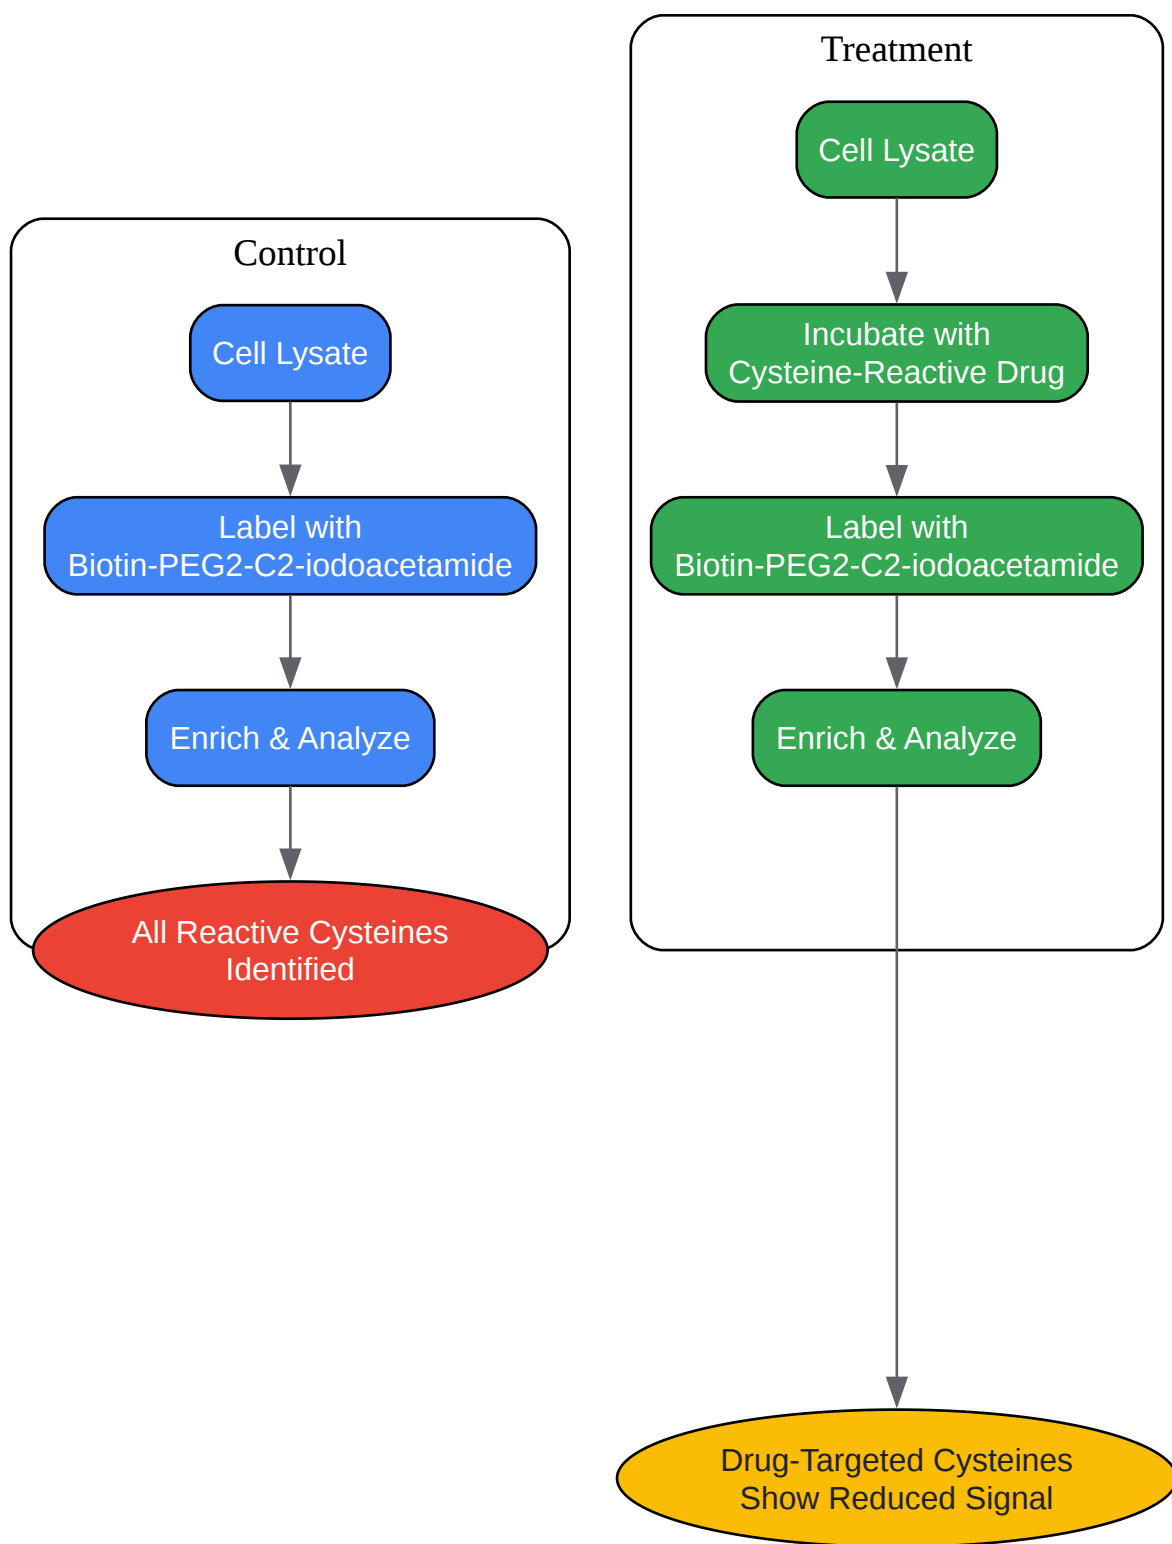 Control
Cell Lysate
Label with
Biotin-PEG2-C2-iodoacetamide
Enrich & Analyze
All Reactive Cysteines
Identified
Treatment
Cell Lysate
Incubate with
Cysteine-Reactive Drug
Label with
Biotin-PEG2-C2-iodoacetamide
Enrich & Analyze
Drug-Targeted Cysteines
Show Reduced Signal